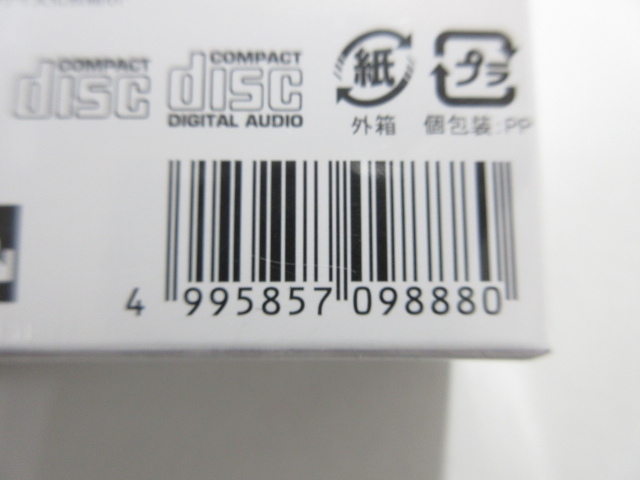 COMPACT
disc
COMPACT
disc
DIGITAL AUDIO
紙
外箱
プラ
個包装:PP
4 995857 098880